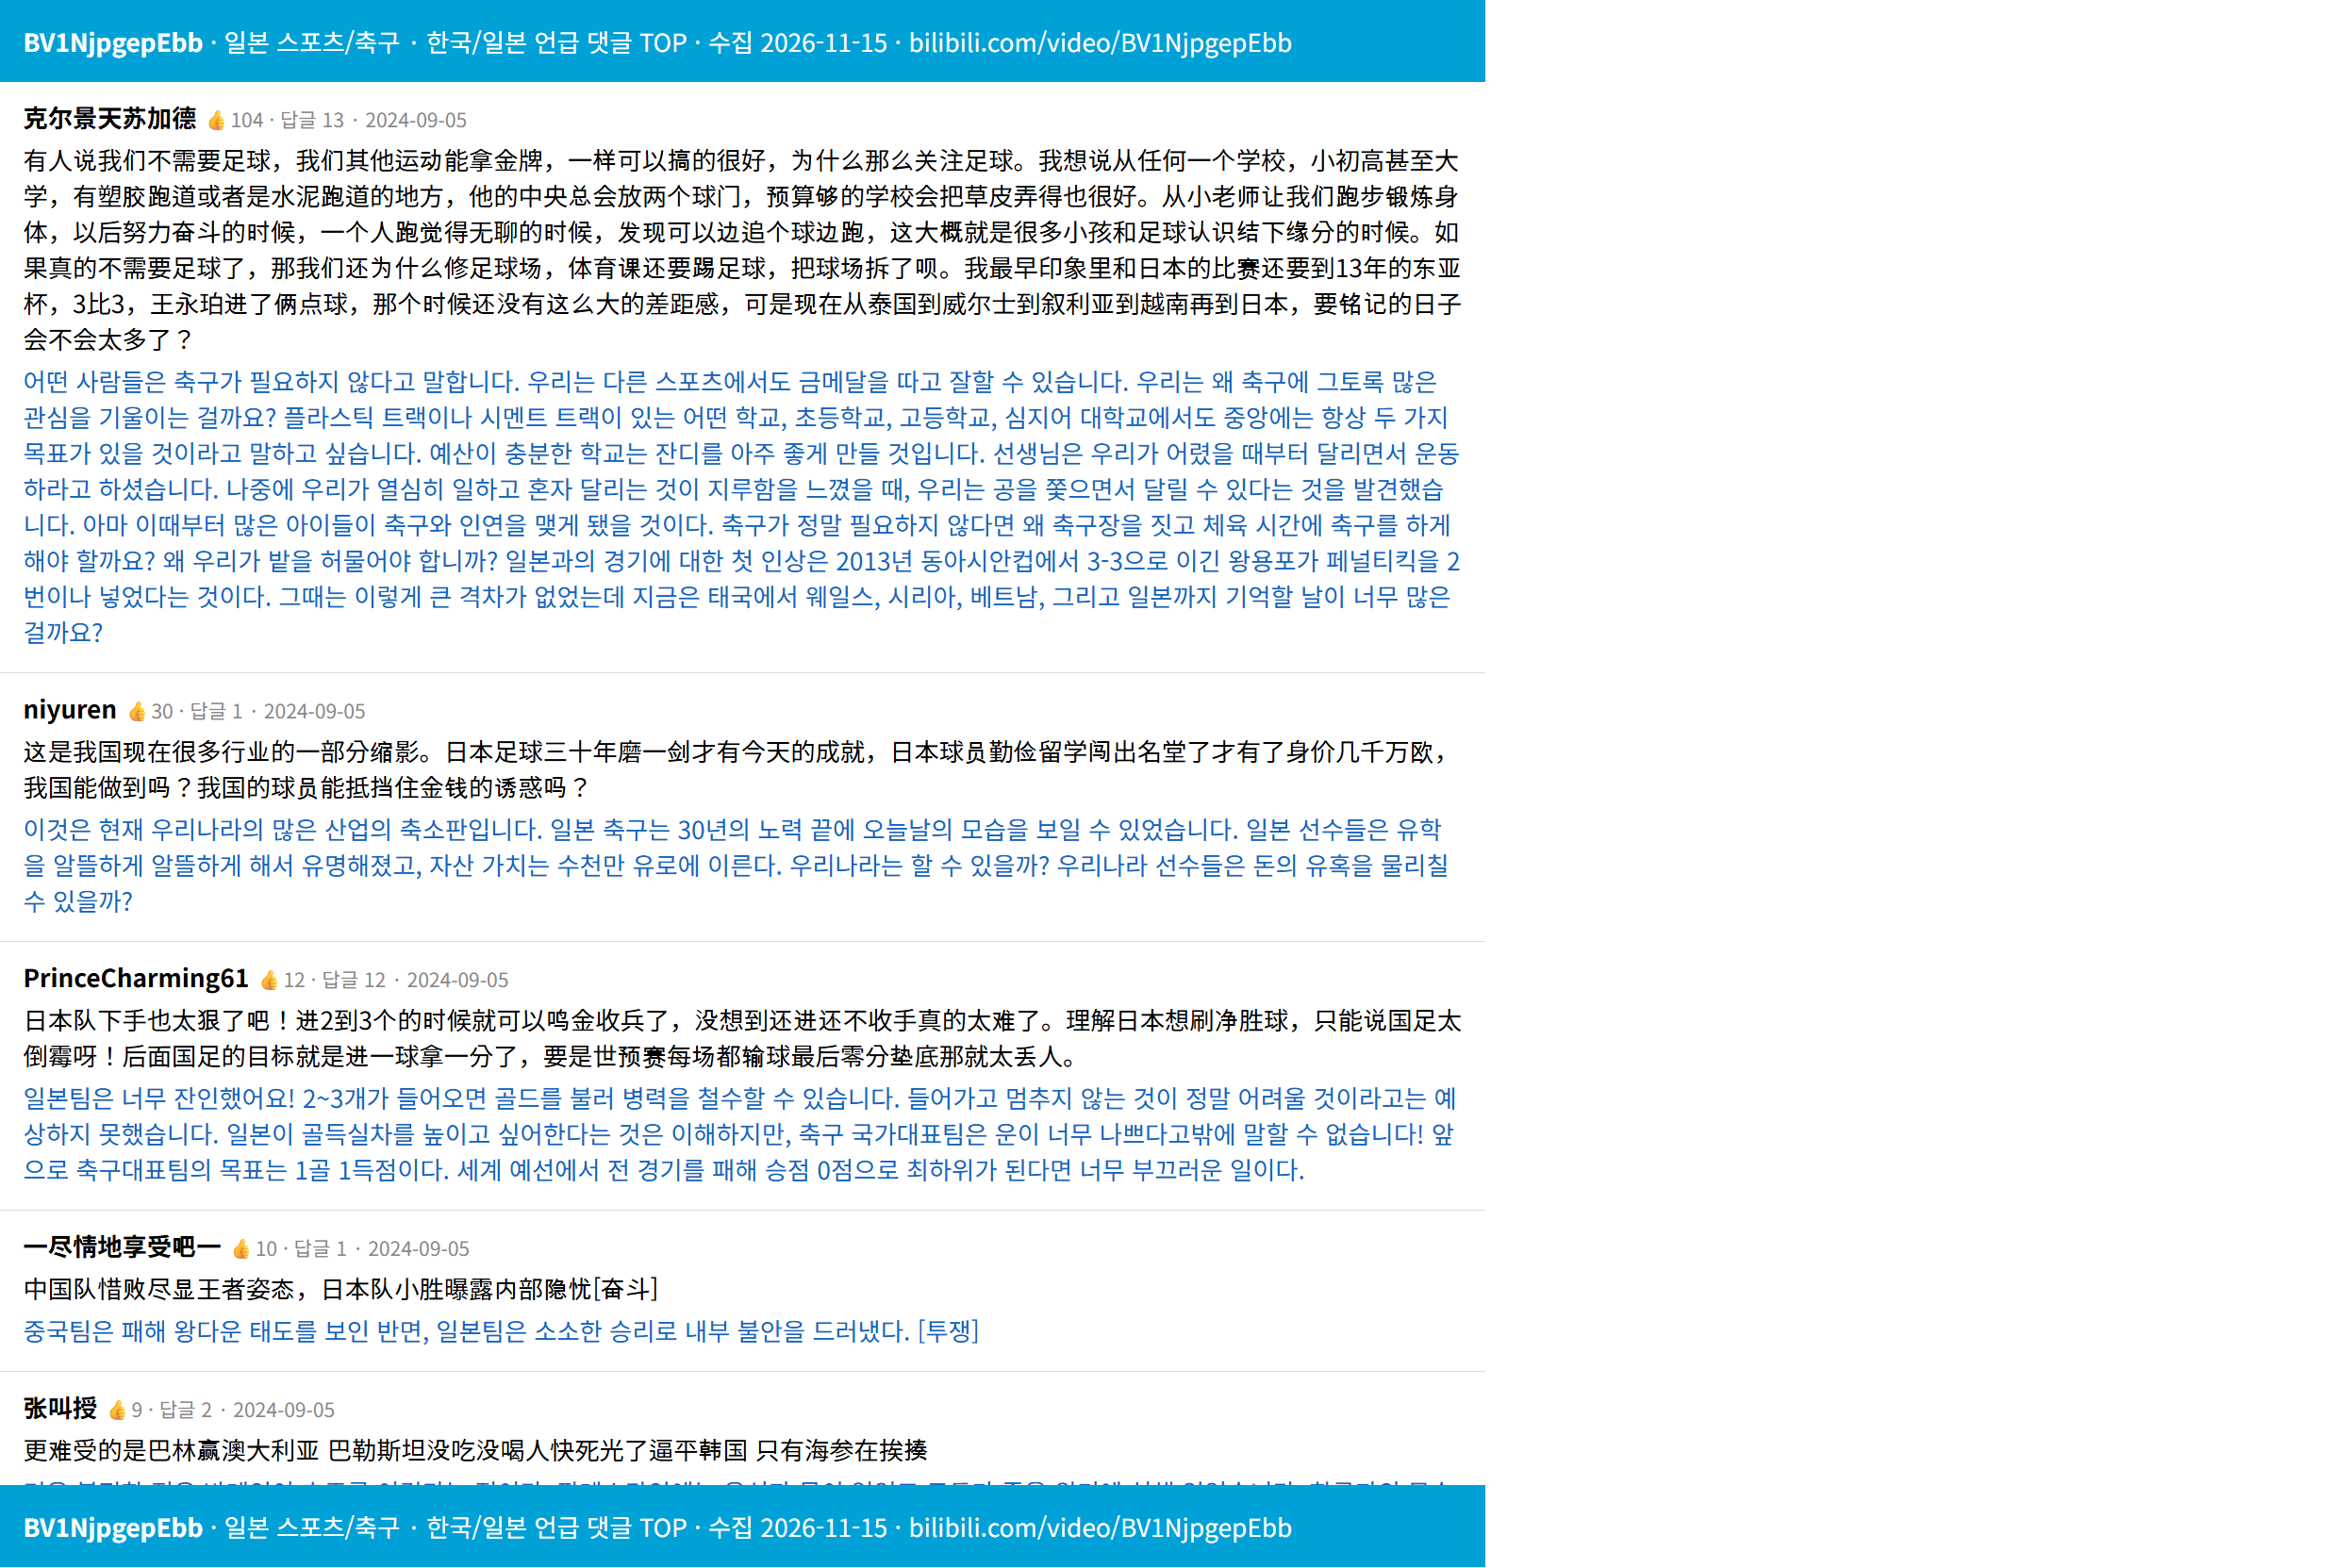 BV1NjpgepEbb · 일본 스포츠/축구 · 한국/일본 언급 댓글 TOP · 수집 2026-11-15 · bilibili.com/video/BV1NjpgepEbb
克尔景天苏加德 👍 104 · 답글 13 · 2024-09-05
有人说我们不需要足球，我们其他运动能拿金牌，一样可以搞的很好，为什么那么关注足球。我想说从任何一个学校，小初高甚至大
学，有塑胶跑道或者是水泥跑道的地方，他的中央总会放两个球门，预算够的学校会把草皮弄得也很好。从小老师让我们跑步锻炼身
体，以后努力奋斗的时候，一个人跑觉得无聊的时候，发现可以边追个球边跑，这大概就是很多小孩和足球认识结下缘分的时候。如
果真的不需要足球了，那我们还为什么修足球场，体育课还要踢足球，把球场拆了呗。我最早印象里和日本的比赛还要到13年的东亚
杯，3比3，王永珀进了俩点球，那个时候还没有这么大的差距感，可是现在从泰国到威尔士到叙利亚到越南再到日本，要铭记的日子
会不会太多了？
어떤 사람들은 축구가 필요하지 않다고 말합니다. 우리는 다른 스포츠에서도 금메달을 따고 잘할 수 있습니다. 우리는 왜 축구에 그토록 많은
관심을 기울이는 걸까요? 플라스틱 트랙이나 시멘트 트랙이 있는 어떤 학교, 초등학교, 고등학교, 심지어 대학교에서도 중앙에는 항상 두 가지
목표가 있을 것이라고 말하고 싶습니다. 예산이 충분한 학교는 잔디를 아주 좋게 만들 것입니다. 선생님은 우리가 어렸을 때부터 달리면서 운동
하라고 하셨습니다. 나중에 우리가 열심히 일하고 혼자 달리는 것이 지루함을 느꼈을 때, 우리는 공을 쫓으면서 달릴 수 있다는 것을 발견했습
니다. 아마 이때부터 많은 아이들이 축구와 인연을 맺게 됐을 것이다. 축구가 정말 필요하지 않다면 왜 축구장을 짓고 체육 시간에 축구를 하게
해야 할까요? 왜 우리가 밭을 허물어야 합니까? 일본과의 경기에 대한 첫 인상은 2013년 동아시안컵에서 3-3으로 이긴 왕용포가 페널티킥을 2
번이나 넣었다는 것이다. 그때는 이렇게 큰 격차가 없었는데 지금은 태국에서 웨일스, 시리아, 베트남, 그리고 일본까지 기억할 날이 너무 많은
걸까요?
niyuren 👍 30 · 답글 1 · 2024-09-05
这是我国现在很多行业的一部分缩影。日本足球三十年磨一剑才有今天的成就，日本球员勤俭留学闯出名堂了才有了身价几千万欧，
我国能做到吗？我国的球员能抵挡住金钱的诱惑吗？
이것은 현재 우리나라의 많은 산업의 축소판입니다. 일본 축구는 30년의 노력 끝에 오늘날의 모습을 보일 수 있었습니다. 일본 선수들은 유학
을 알뜰하게 알뜰하게 해서 유명해졌고, 자산 가치는 수천만 유로에 이른다. 우리나라는 할 수 있을까? 우리나라 선수들은 돈의 유혹을 물리칠
수 있을까?
PrinceCharming61 👍 12 · 답글 12 · 2024-09-05
日本队下手也太狠了吧！进2到3个的时候就可以鸣金收兵了，没想到还进还不收手真的太难了。理解日本想刷净胜球，只能说国足太
倒霉呀！后面国足的目标就是进一球拿一分了，要是世预赛每场都输球最后零分垫底那就太丢人。
일본팀은 너무 잔인했어요! 2~3개가 들어오면 골드를 불러 병력을 철수할 수 있습니다. 들어가고 멈추지 않는 것이 정말 어려울 것이라고는 예
상하지 못했습니다. 일본이 골득실차를 높이고 싶어한다는 것은 이해하지만, 축구 국가대표팀은 운이 너무 나쁘다고밖에 말할 수 없습니다! 앞
으로 축구대표팀의 목표는 1골 1득점이다. 세계 예선에서 전 경기를 패해 승점 0점으로 최하위가 된다면 너무 부끄러운 일이다.
一尽情地享受吧一 👍 10 · 답글 1 · 2024-09-05
中国队惜败尽显王者姿态，日本队小胜曝露内部隐忧[奋斗]
중국팀은 패해 왕다운 태도를 보인 반면, 일본팀은 소소한 승리로 내부 불안을 드러냈다. [투쟁]
张叫授 👍 9 · 답글 2 · 2024-09-05
更难受的是巴林赢澳大利亚 巴勒斯坦没吃没喝人快死光了逼平韩国 只有海参在挨揍
BV1NjpgepEbb · 일본 스포츠/축구 · 한국/일본 언급 댓글 TOP · 수집 2026-11-15 · bilibili.com/video/BV1NjpgepEbb